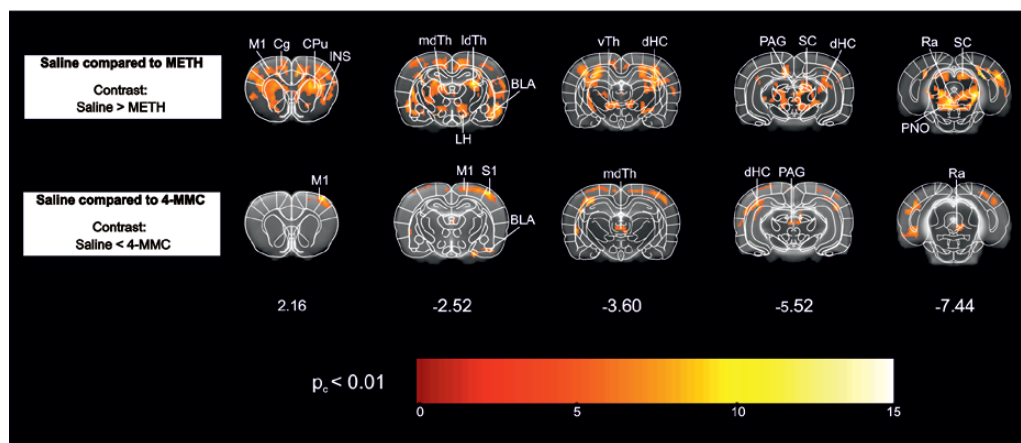 M1 Cg CPu INS
mdTh ldTh BLA LH
vTh dHC
PAG SC dHC
Ra SC PNO
Saline compared to METH
Contrast:
Saline > METH
M1
M1 S1 BLA
mdTh
dHC PAG
Ra
Saline compared to 4-MMC
Contrast:
Saline < 4-MMC
2.16 -2.52 -3.60 -5.52 -7.44
pc < 0.01
0 5 10 15